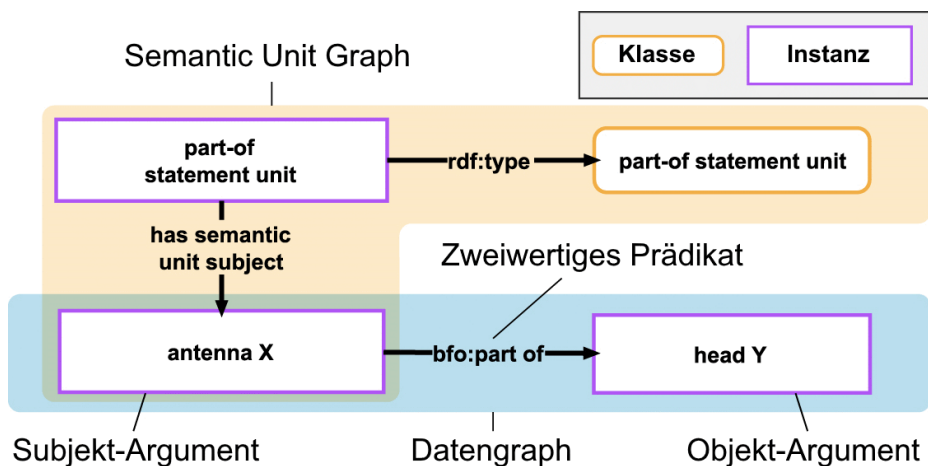 Semantic Unit Graph
Klasse
Instanz
part-of
statement unit
rdf:type
part-of statement unit
has semantic
unit subject
Zweiwertiges Prädikat
antenna X
bfo:part of
head Y
Subjekt-Argument
Datengraph
Objekt-Argument